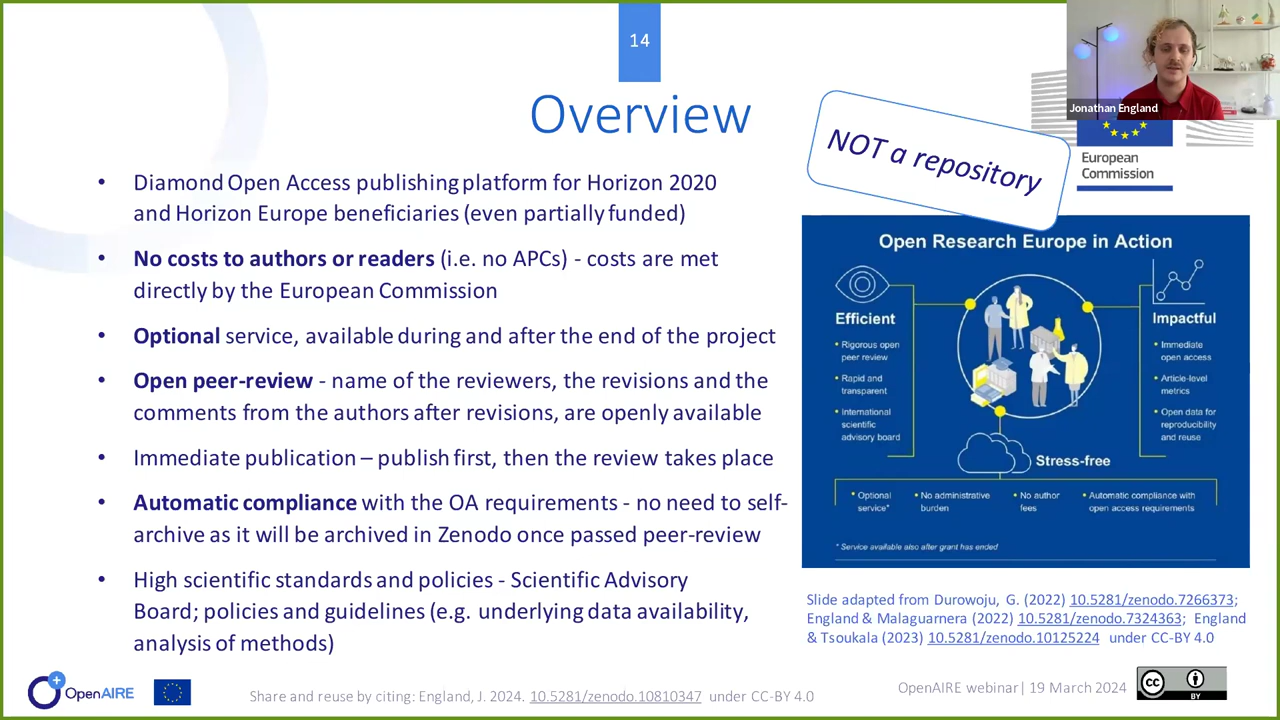 14
Jonathan England
Overview
NOT a repository
European
Commission
• Diamond Open Access publishing platform for Horizon 2020
and Horizon Europe beneficiaries (even partially funded)
• No costs to authors or readers (i.e. no APCs) - costs are met
directly by the European Commission
• Optional service, available during and after the end of the project
• Open peer-review - name of the reviewers, the revisions and the
comments from the authors after revisions, are openly available
• Immediate publication – publish first, then the review takes place
• Automatic compliance with the OA requirements - no need to self-
archive as it will be archived in Zenodo once passed peer-review
• High scientific standards and policies - Scientific Advisory
Board; policies and guidelines (e.g. underlying data availability,
analysis of methods)
Open Research Europe in Action
Efficient
• Rigorous open
peer review
• Rapid and
transparent
• International
scientific
advisory board
Impactful
• Immediate
open access
• Article-level
metrics
• Open data for
reproducibility
and reuse
Stress-free
• Optional
service*
• No administrative
burden
• No author
fees
• Automatic compliance with
open access requirements
* Service available also after grant has ended
Slide adapted from Durowoju, G. (2022) 10.5281/zenodo.7266373;
England & Malaguarnera (2022) 10.5281/zenodo.7324363; England
& Tsoukala (2023) 10.5281/zenodo.10125224 under CC-BY 4.0
OpenAIRE
Share and reuse by citing: England, J. 2024. 10.5281/zenodo.10810347 under CC-BY 4.0
OpenAIRE webinar| 19 March 2024
cc
BY